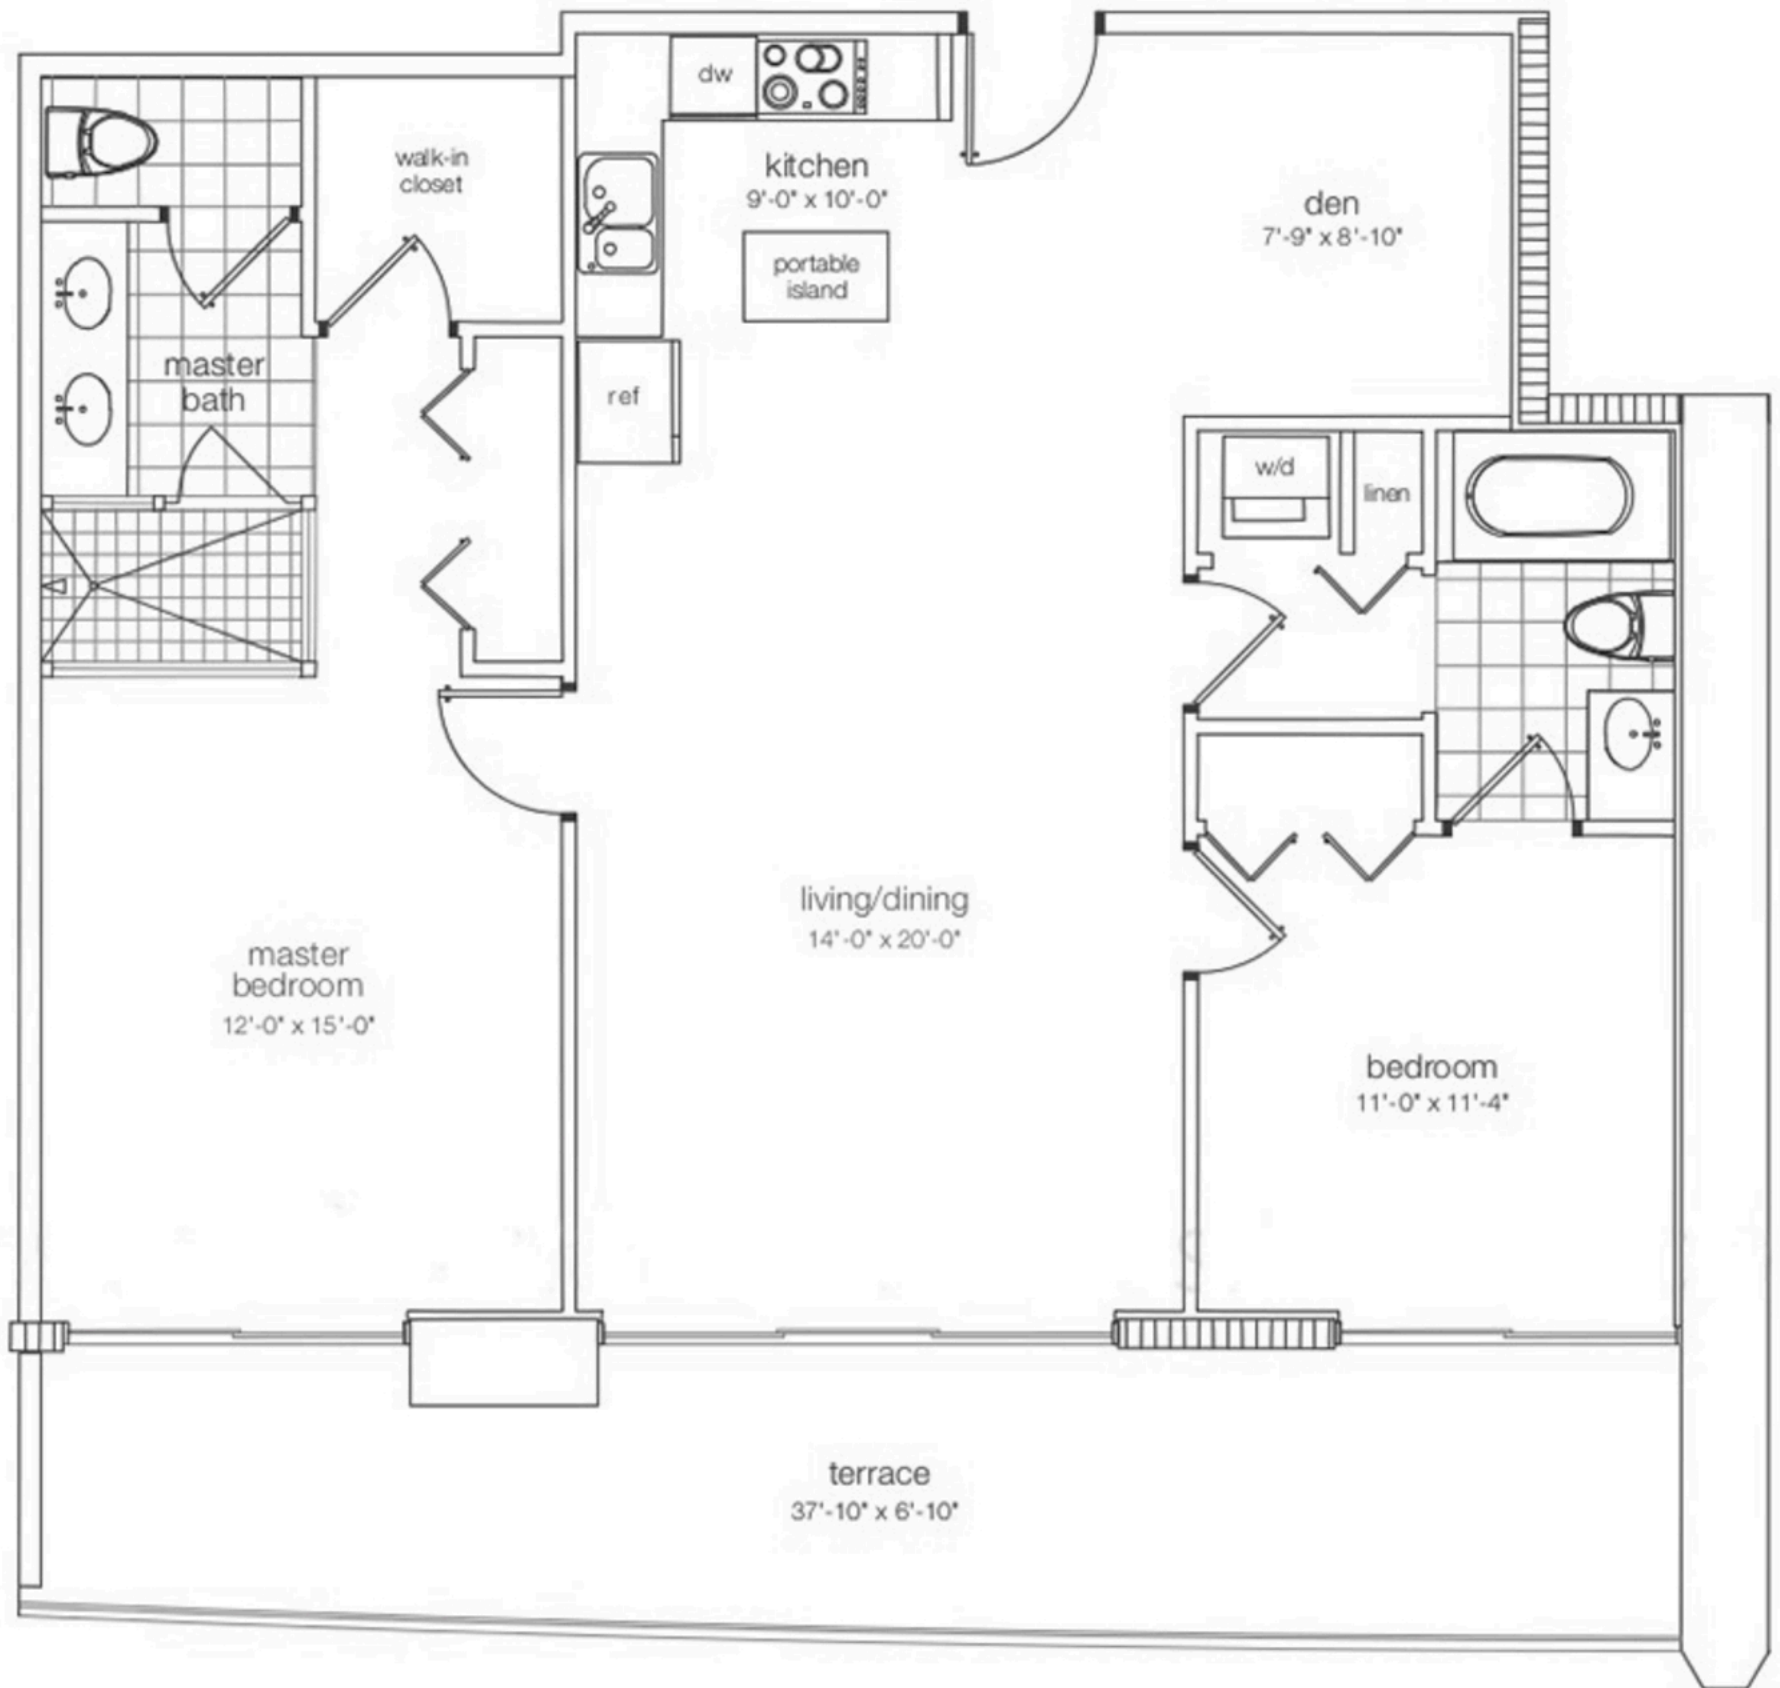 dw
walk-in
closet
kitchen
9'-0" x 10'-0"
den
7'-9" x 8'-10"
portable
island
master
bath
ref
w/d
linen
living/dining
14'-0" x 20'-0"
master
bedroom
12'-0" x 15'-0"
bedroom
11'-0" x 11'-4"
terrace
37'-10" x 6'-10"